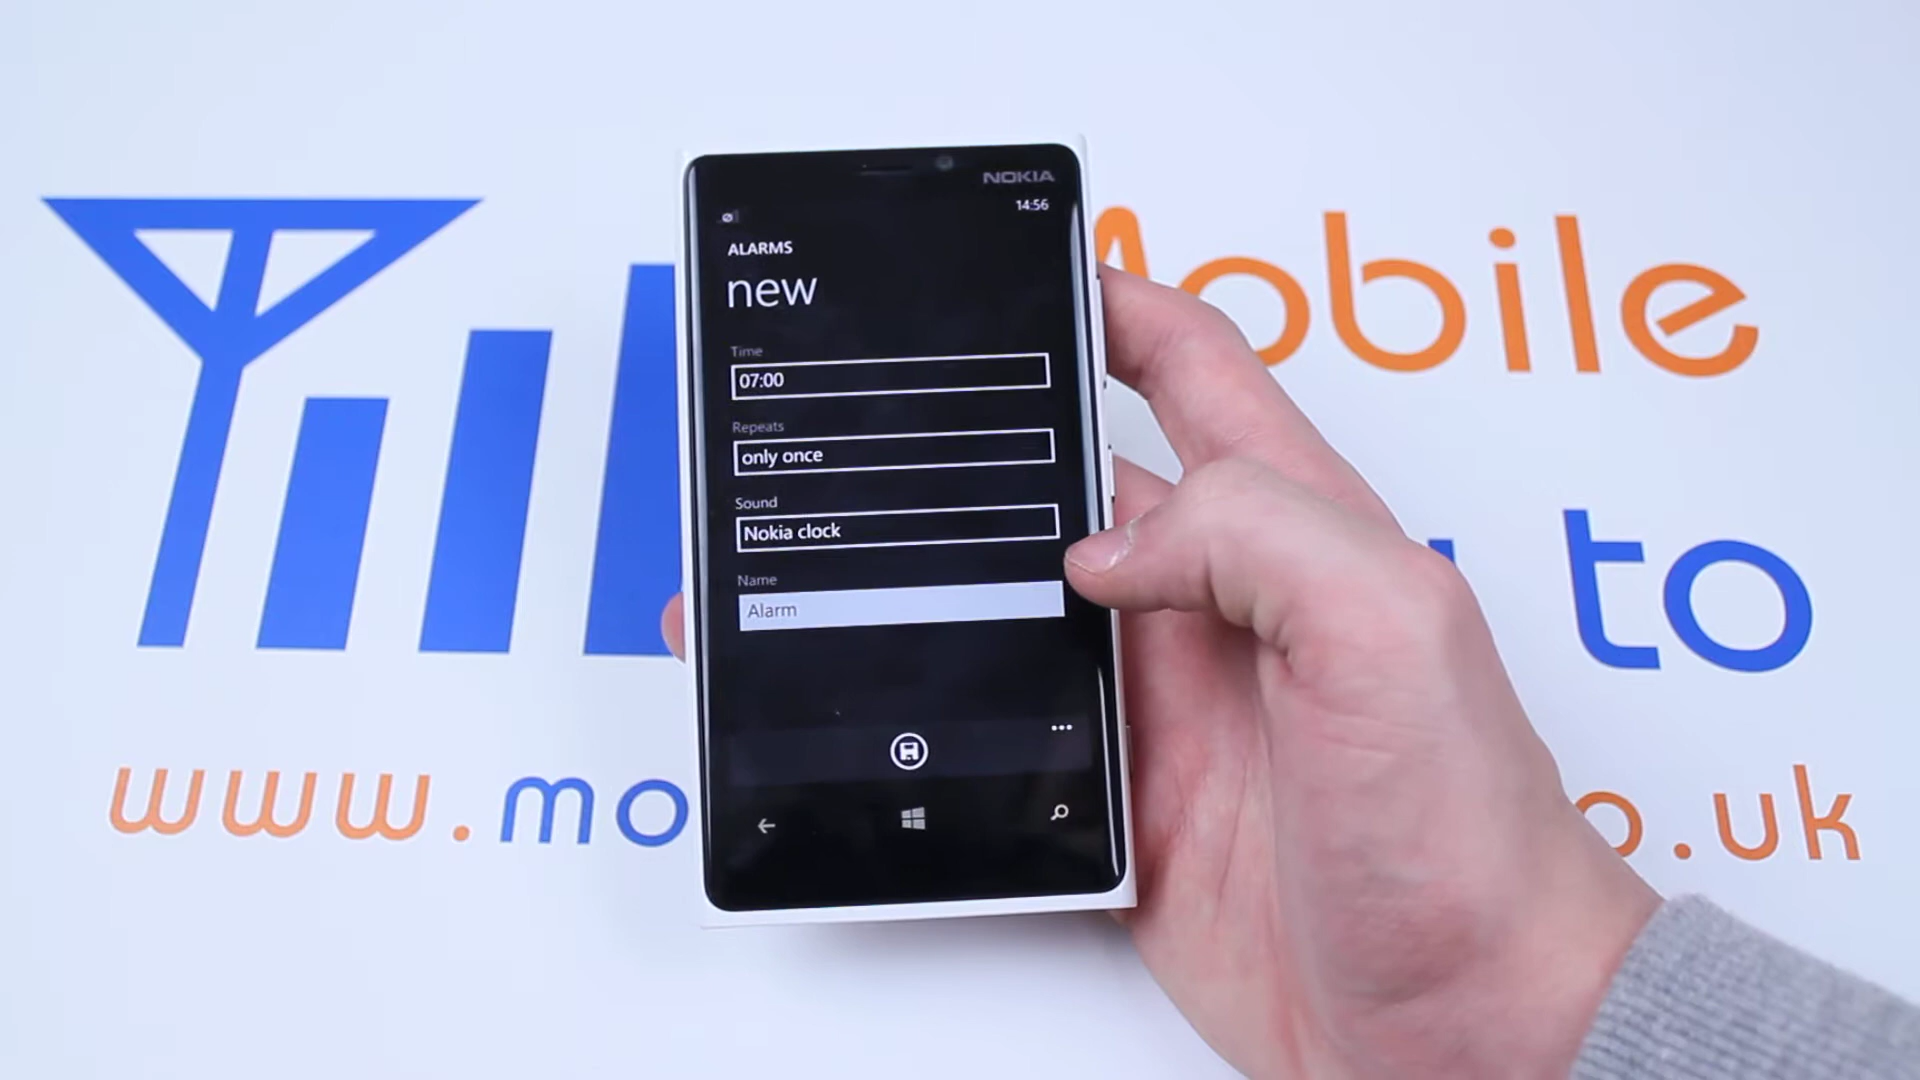 NOKIA
14:56
ALARMS
new
Time
07:00
Repeats
only once
Sound
Nokia clock
Name
Alarm
Mobile
to
www.mo
o.uk